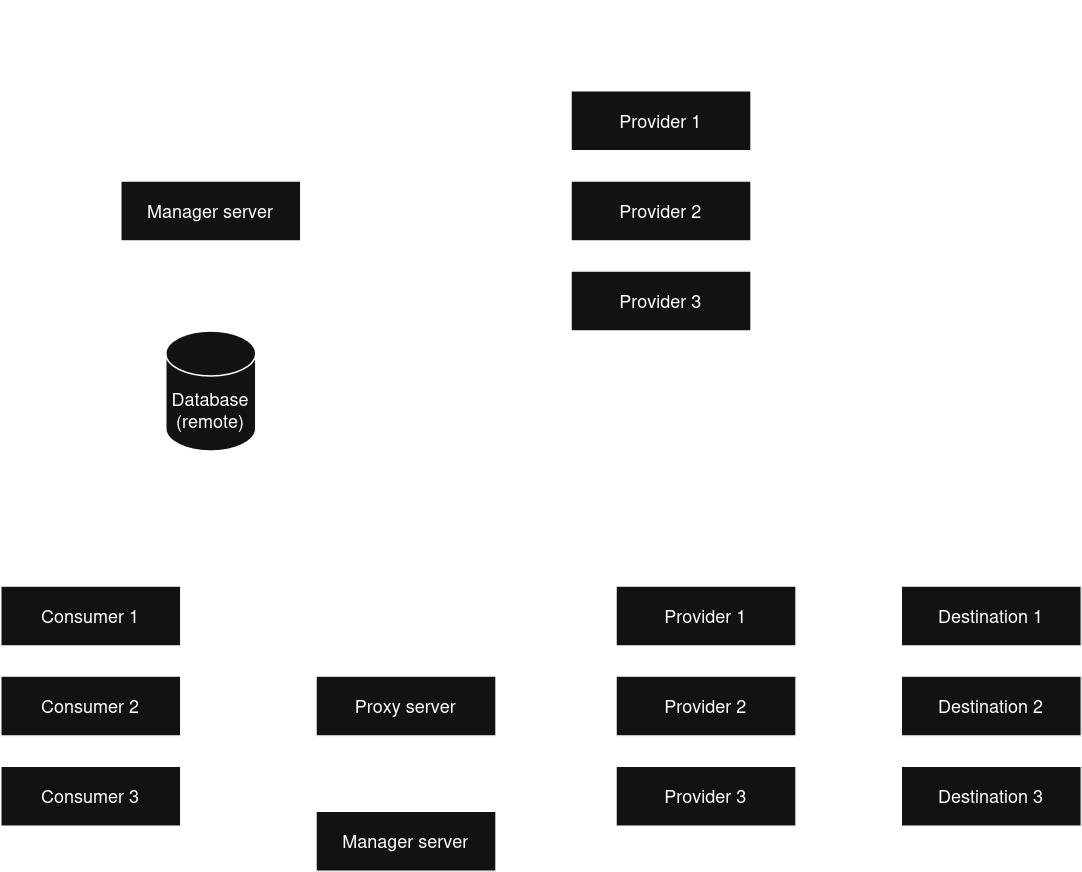 Provider 1
Manager server
Provider 2
Provider 3
Database
(remote)
Consumer 1
Provider 1
Destination 1
Consumer 2
Proxy server
Provider 2
Destination 2
Consumer 3
Provider 3
Destination 3
Manager server